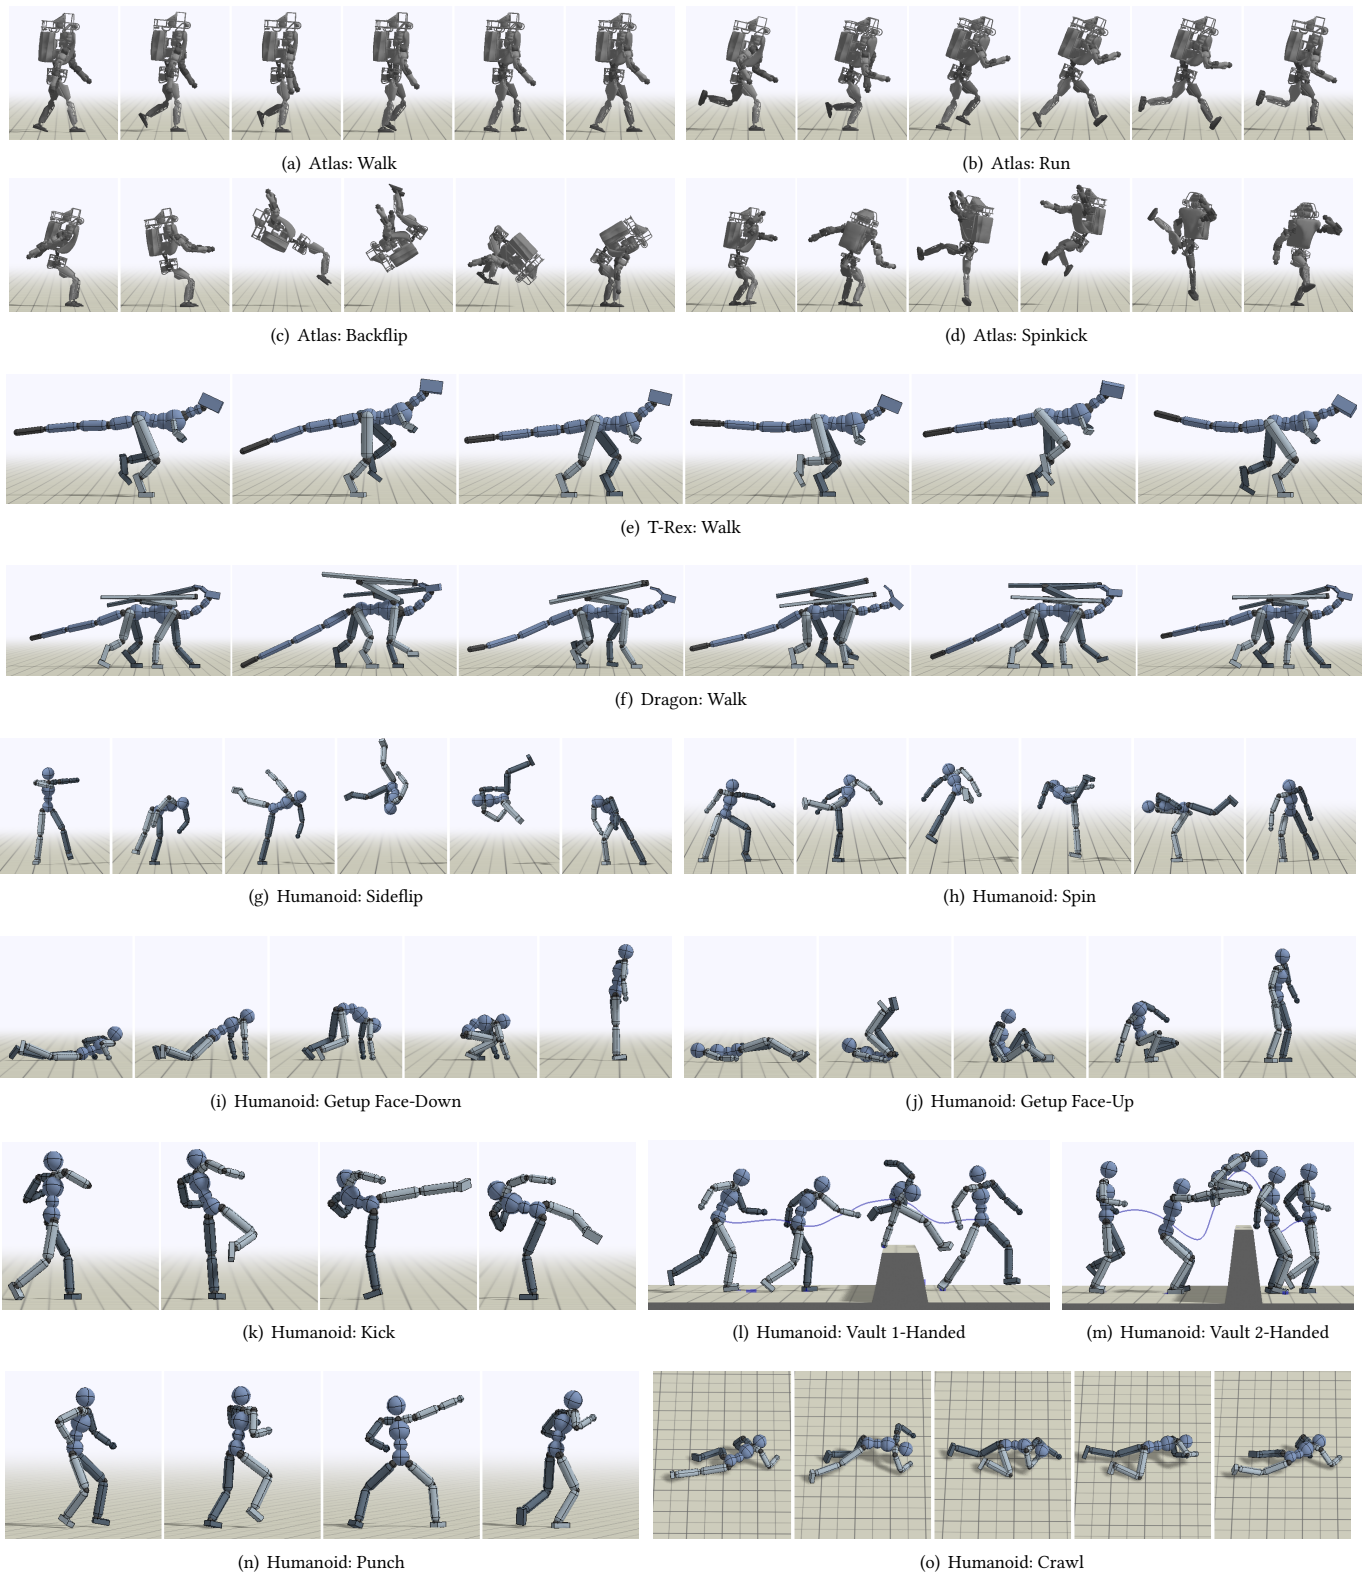 (a) Atlas: Walk
(b) Atlas: Run
(c) Atlas: Backflip
(d) Atlas: Spinkick
(e) T-Rex: Walk
(f) Dragon: Walk
(g) Humanoid: Sideflip
(h) Humanoid: Spin
(i) Humanoid: Getup Face-Down
(j) Humanoid: Getup Face-Up
(k) Humanoid: Kick
(l) Humanoid: Vault 1-Handed
(m) Humanoid: Vault 2-Handed
(n) Humanoid: Punch
(o) Humanoid: Crawl